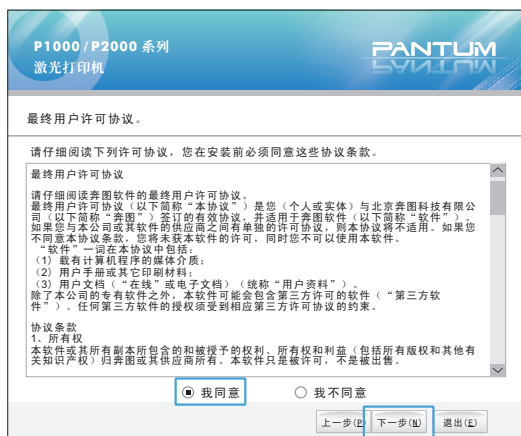 P1000/P2000 系列
激光打印机
PANTUM
最终用户许可协议。
请仔细阅读下列许可协议，您在安装前必须同意这些协议条款。
最终用户许可协议
请仔细阅读奔图软件的最终用户许可协议。
最终用户许可协议（以下简称“本协议”）是您（个人或实体）与北京奔图科技有限公
司（以下简称“奔图”）签订的有效协议，并适用于奔图软件（以下简称“软件”）。
如果您与本公司或其软件的供应商之间有单独的许可协议，则本协议将不适用。如果您
不同意本协议条款，您将未获本软件的许可，同时您不可以使用本软件。
“软件”一词在本协议中包括：
（1）载有计算机程序的媒体介质；
（2）用户手册或其它印刷材料；
（3）用户文档（“在线”或电子文档）（统称“用户资料”）。
除了本公司的专有软件之外，本软件可能会包含第三方许可的软件（“第三方软
件”）。任何第三方软件的授权须受到相应第三方许可协议的约束。
协议条款
1、所有权
本软件或其所有副本所包含的和被授予的权利、所有权和利益（包括所有版权和其他有
关知识产权）归奔图或其供应商所有。本软件只是被许可，不是被出售。
我同意 我不同意
上一步(P 下一步(N) 退出(E)